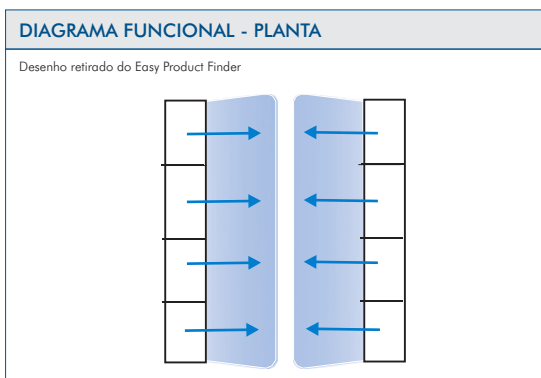 DIAGRAMA FUNCIONAL - PLANTA
Desenho retirado do Easy Product Finder